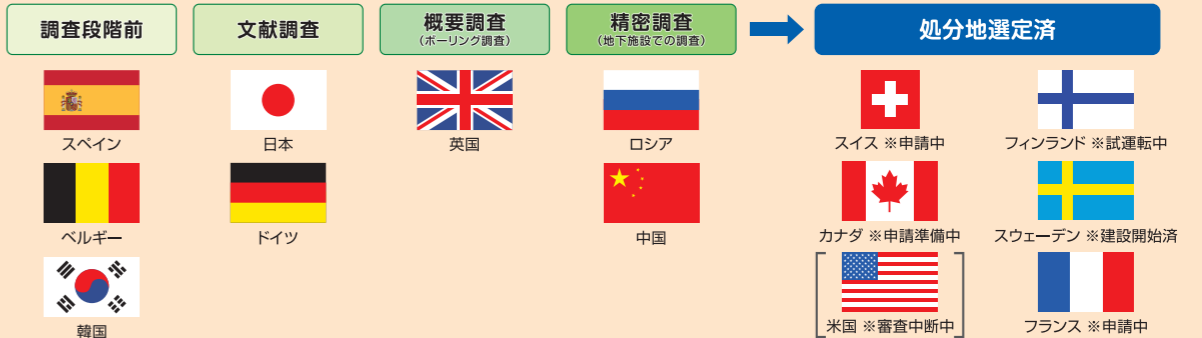 調査段階前
文献調査
概要調査
（ボーリング調査）
精密調査
（地下施設での調査）
処分地選定済
スペイン
日本
英国
ロシア
スイス ※申請中
フィンランド ※試運転中
ベルギー
ドイツ
中国
カナダ ※申請準備中
スウェーデン ※建設開始済
韓国
米国 ※審査中断中
フランス ※申請中